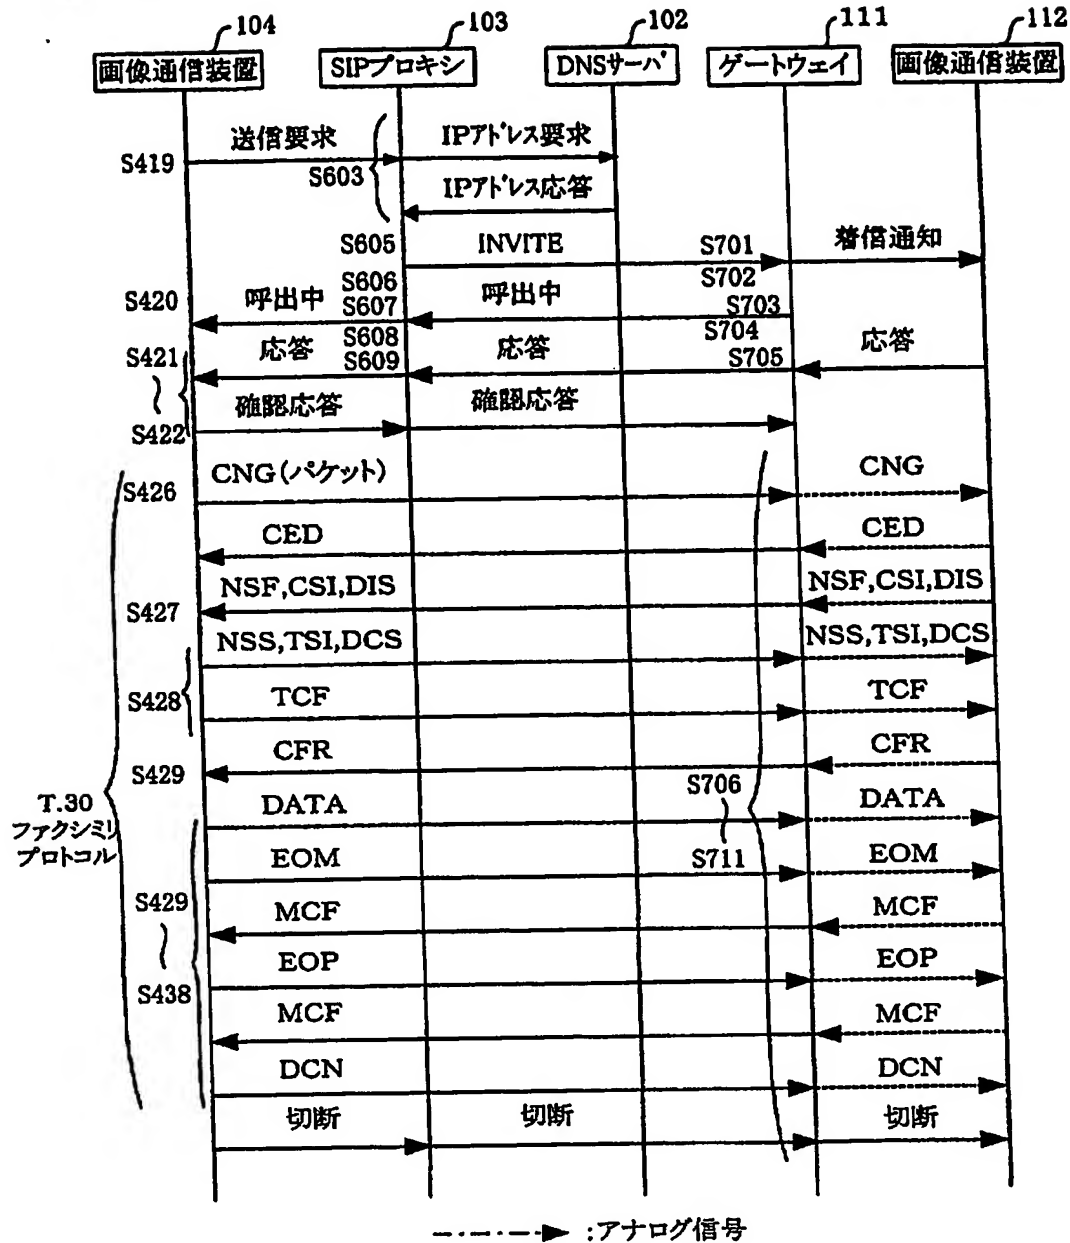 104 103 102 111 112
画像通信装置 SIPプロキシ DNSサーバ ゲートウェイ 画像通信装置
送信要求 IPアドレス要求
S419
S603
IPアドレス応答
S605 INVITE S701 着信通知
S606 S702
S420 呼出中 S607 呼出中 S703
S608 S704
S421 応答 S609 応答 S705 応答
確認応答 確認応答
S422
CNG(パケット) CNG
S426
CED CED
NSF,CSI,DIS NSF,CSI,DIS
S427
NSS,TSI,DCS NSS,TSI,DCS
S428 TCF TCF
CFR CFR
S429 S706
T.30
ファクシミリ
プロトコル
DATA DATA
EOM S711 EOM
S429
MCF MCF
EOP EOP
S438
MCF MCF
DCN DCN
切断 切断 切断
:アナログ信号